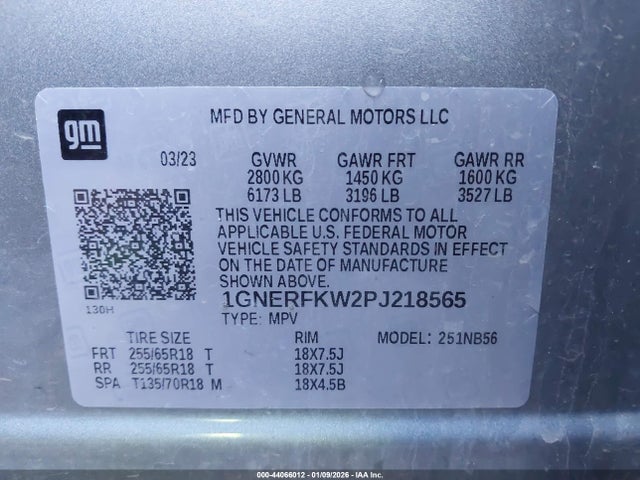 gm
MFD BY GENERAL MOTORS LLC
03/23 GVWR GAWR FRT GAWR RR
2800 KG 1450 KG 1600 KG
6173 LB 3196 LB 3527 LB
THIS VEHICLE CONFORMS TO ALL
APPLICABLE U.S. FEDERAL MOTOR
VEHICLE SAFETY STANDARDS IN EFFECT
ON THE DATE OF MANUFACTURE
SHOWN ABOVE.
1GNERFKW2PJ218565
130H
TYPE: MPV
TIRE SIZE RIM MODEL: 251NB56
FRT 255/65R18 T 18X7.5J
RR 255/65R18 T 18X7.5J
SPA T135/70R18 M 18X4.5B
000-44066012 - 01/09/2026 - IAA Inc.